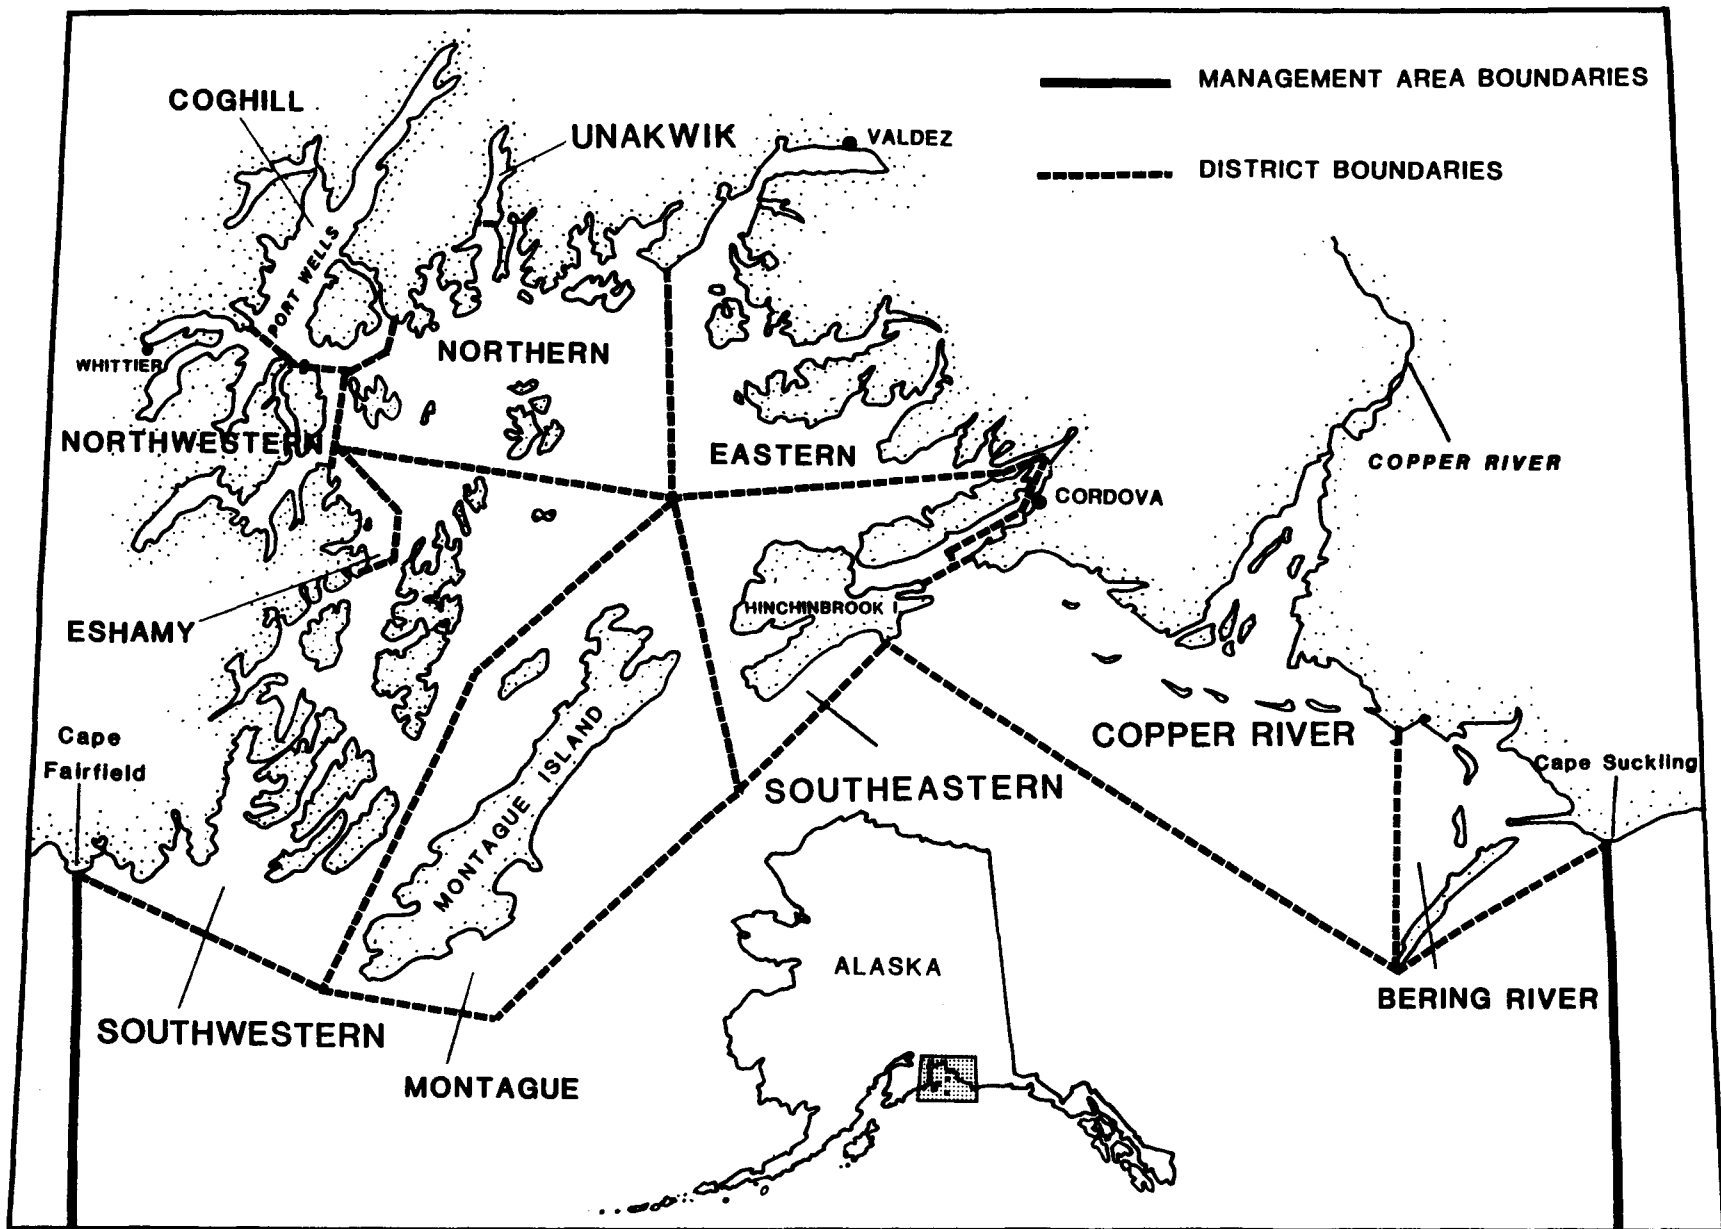 MANAGEMENT AREA BOUNDARIES
COGHILL
UNAKWIK
VALDEZ
DISTRICT BOUNDARIES
PORT WELLS
WHITTIER
NORTHERN
NORTHWESTERN
EASTERN
COPPER RIVER
CORDOVA
HINCHINBROOK I.
ESHAMY
Cape
Fairfield
MONTAGUE ISLAND
COPPER RIVER
Cape Suckling
SOUTHEASTERN
ALASKA
BERING RIVER
SOUTHWESTERN
MONTAGUE